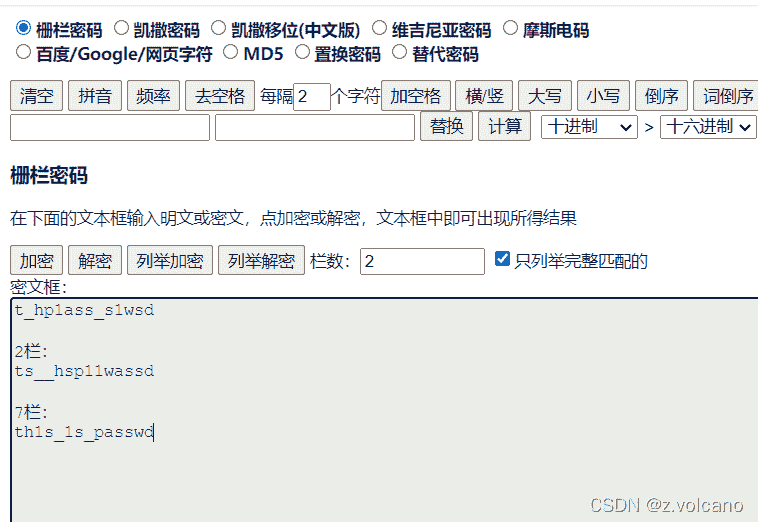 栅栏密码 凯撒密码 凯撒移位(中文版) 维吉尼亚密码 摩斯电码
百度/Google/网页字符 MD5 置换密码 替代密码
清空 拼音 频率 去空格 每隔 2 个字符 加空格 横/竖 大写 小写 倒序 词倒序
替换 计算 十进制 > 十六进制
栅栏密码
在下面的文本框输入明文或密文，点加密或解密，文本框中即可出现所得结果
加密 解密 列举加密 列举解密 栏数： 2 只列举完整匹配的
密文框：
t_hp1ass_s1wsd
2栏：
ts__hsp11wassd
7栏：
th1s_1s_passwd
CSDN @z.volcano